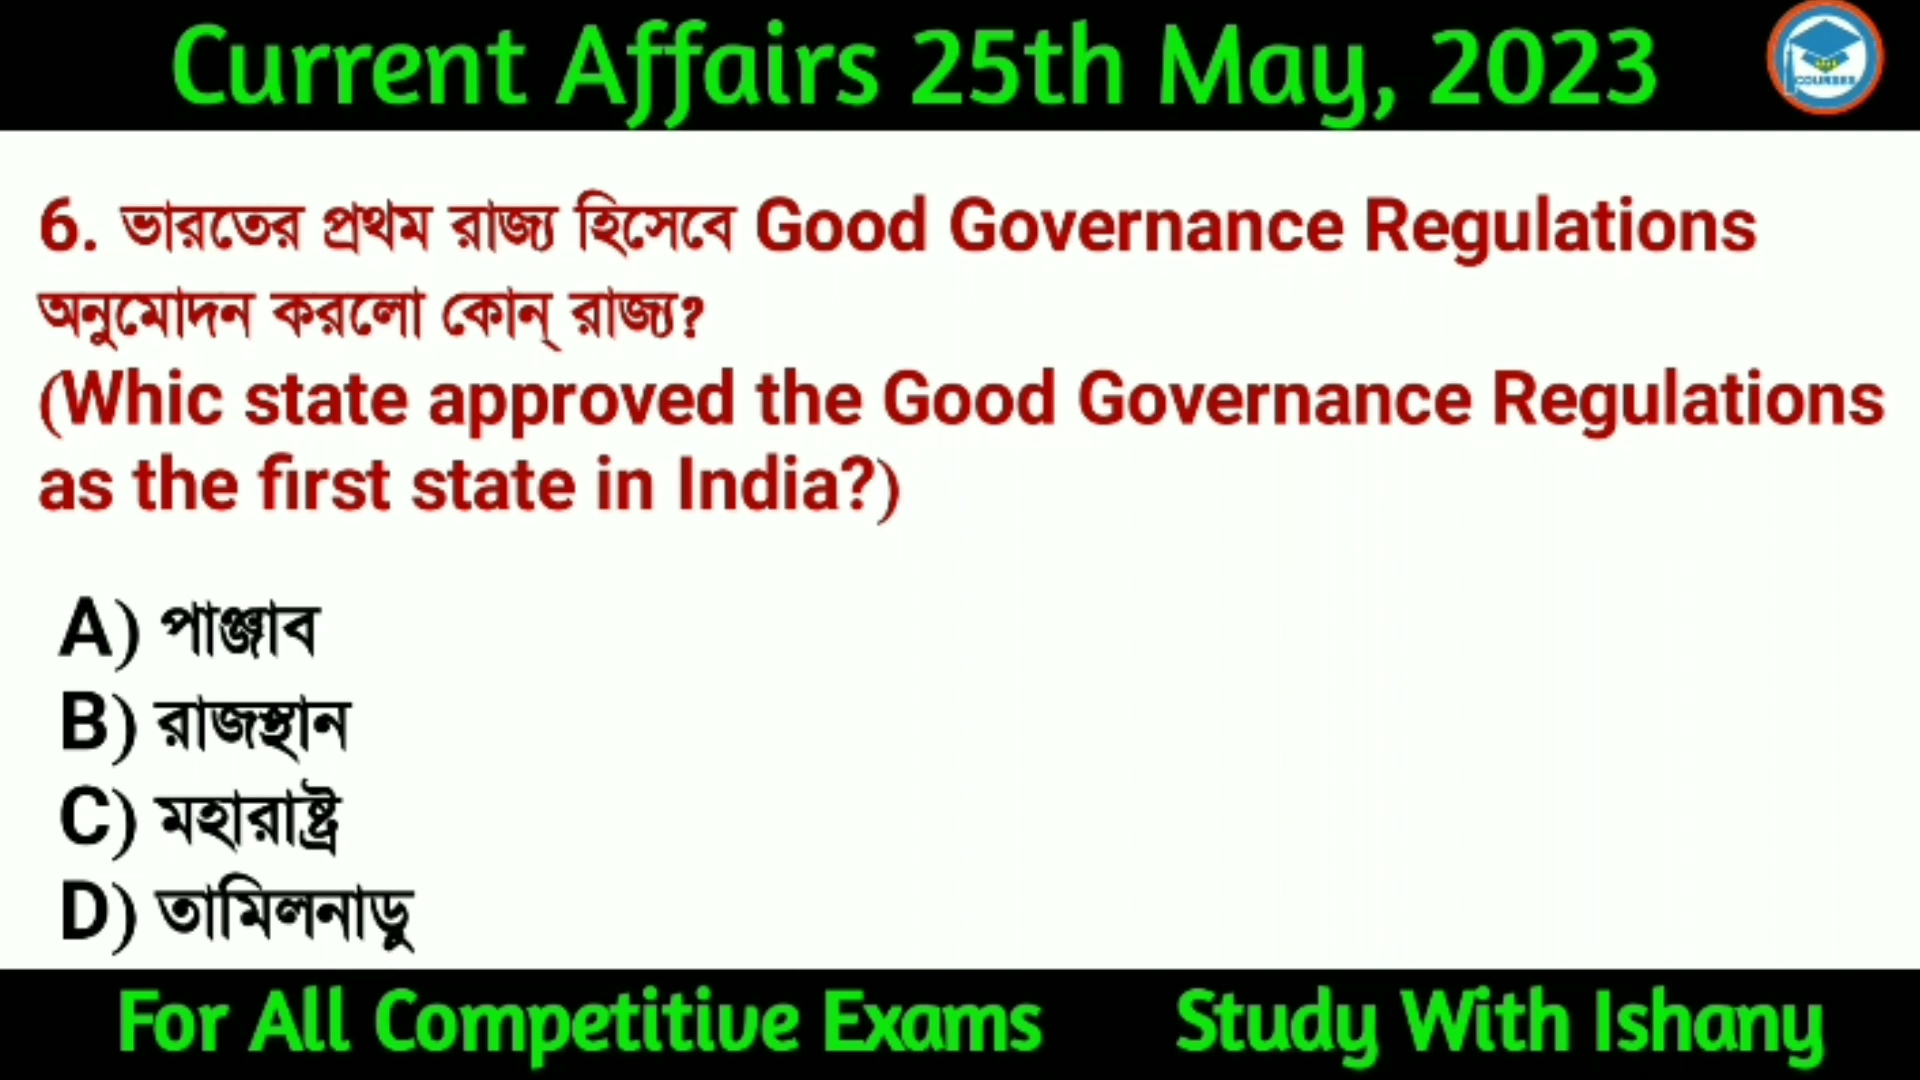 Current Affairs 25th May, 2023
COURSES
6. ভারতের প্রথম রাজ্য হিসেবে Good Governance Regulations
অনুমোদন করলো কোন্ রাজ্য?
(Whic state approved the Good Governance Regulations
as the first state in India?)
A) পাঞ্জাব
B) রাজস্থান
C) মহারাষ্ট্র
D) তামিলনাড়ু
For All Competitive Exams Study With Ishany